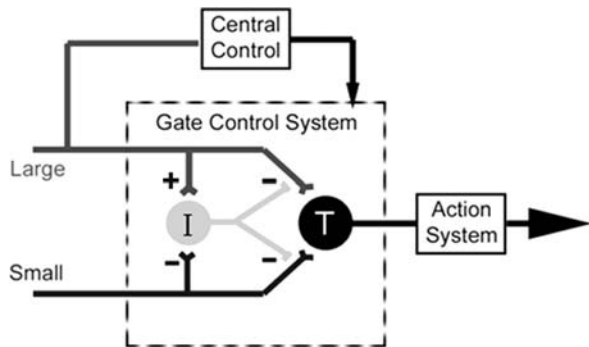 Central
Control
Gate Control System
Large
+
-
I
T
Action
System
-
-
Small